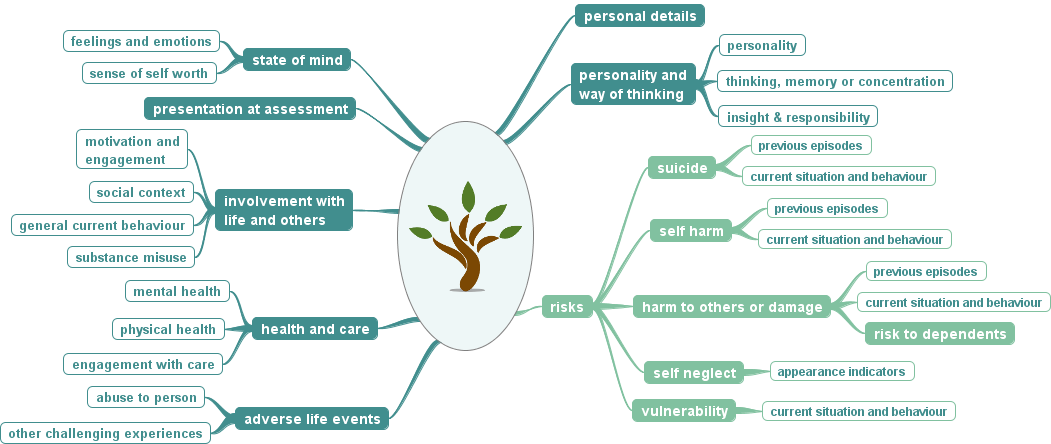 feelings and emotions
sense of self worth
state of mind
presentation at assessment
motivation and
engagement
social context
general current behaviour
substance misuse
involvement with
life and others
mental health
physical health
engagement with care
health and care
abuse to person
other challenging experiences
adverse life events
personal details
personality and
way of thinking
personality
thinking, memory or concentration
insight & responsibility
risks
suicide
previous episodes
current situation and behaviour
self harm
previous episodes
current situation and behaviour
harm to others or damage
previous episodes
current situation and behaviour
risk to dependents
self neglect
appearance indicators
vulnerability
current situation and behaviour